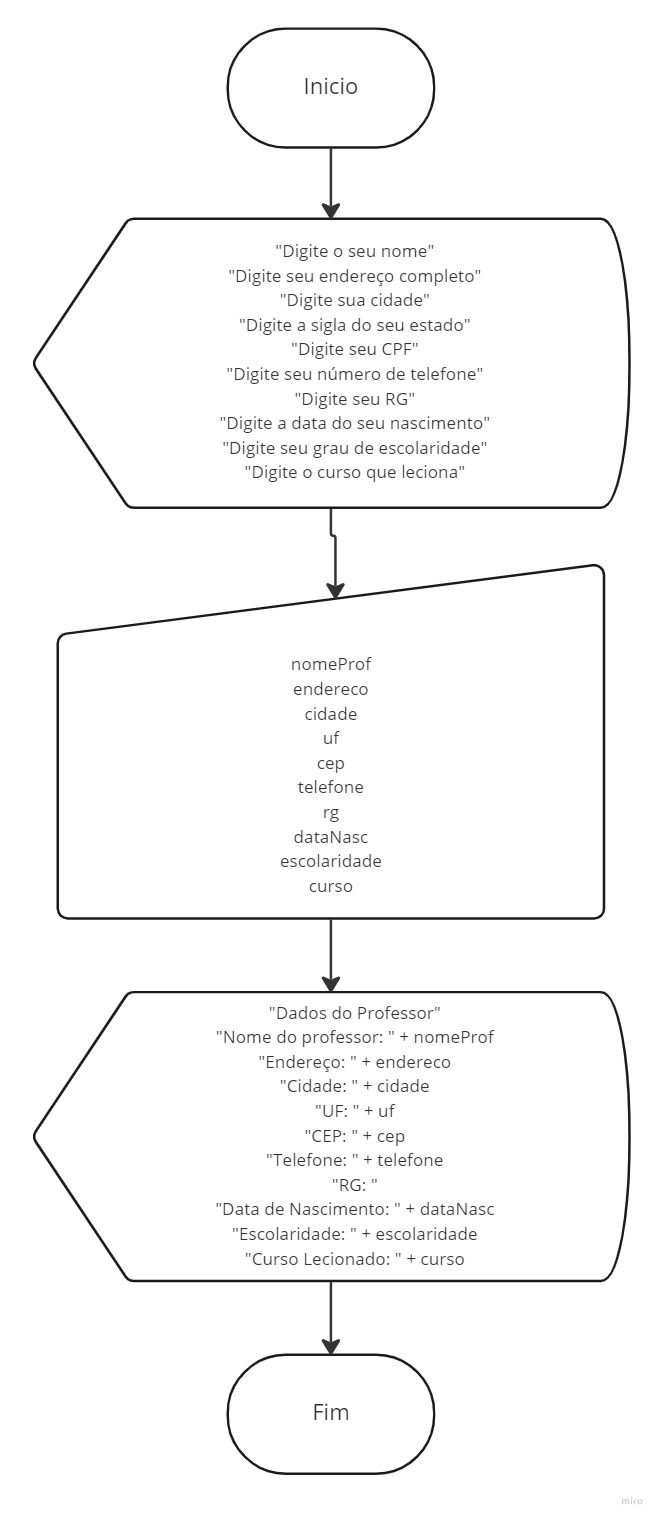 Inicio
"Digite o seu nome"
"Digite seu endereço completo"
"Digite sua cidade"
"Digite a sigla do seu estado"
"Digite seu CPF"
"Digite seu número de telefone"
"Digite seu RG"
"Digite a data do seu nascimento"
"Digite seu grau de escolaridade"
"Digite o curso que leciona"
nomeProf
endereco
cidade
uf
cep
telefone
rg
dataNasc
escolaridade
curso
"Dados do Professor"
"Nome do professor: " + nomeProf
"Endereço: " + endereco
"Cidade: " + cidade
"UF: " + uf
"CEP: " + cep
"Telefone: " + telefone
"RG: "
"Data de Nascimento: " + dataNasc
"Escolaridade: " + escolaridade
"Curso Lecionado: " + curso
Fim
miro